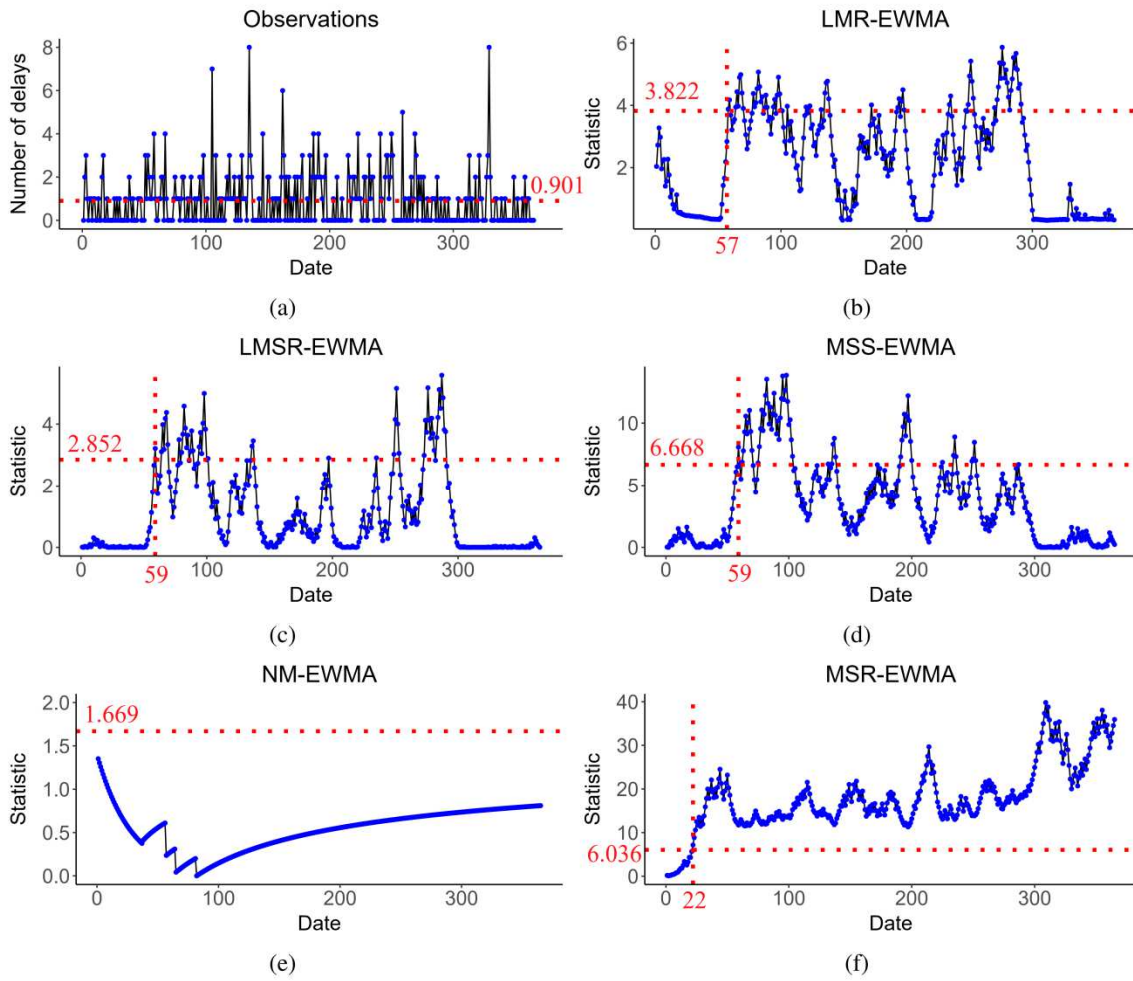 Observations
Number of delays
8
6
4
2
0
0.901
0
100
200
300
Date
(a)
LMR-EWMA
Statistic
6
4
2
3.822
57
0
100
200
300
Date
(b)
LMSR-EWMA
Statistic
4
2
0
2.852
59
0
100
200
300
Date
(c)
MSS-EWMA
Statistic
10
5
0
6.668
59
0
100
200
300
Date
(d)
NM-EWMA
Statistic
2.0
1.5
1.0
0.5
0.0
1.669
0
100
200
300
Date
(e)
MSR-EWMA
Statistic
40
30
20
10
0
6.036
22
0
100
200
300
Date
(f)